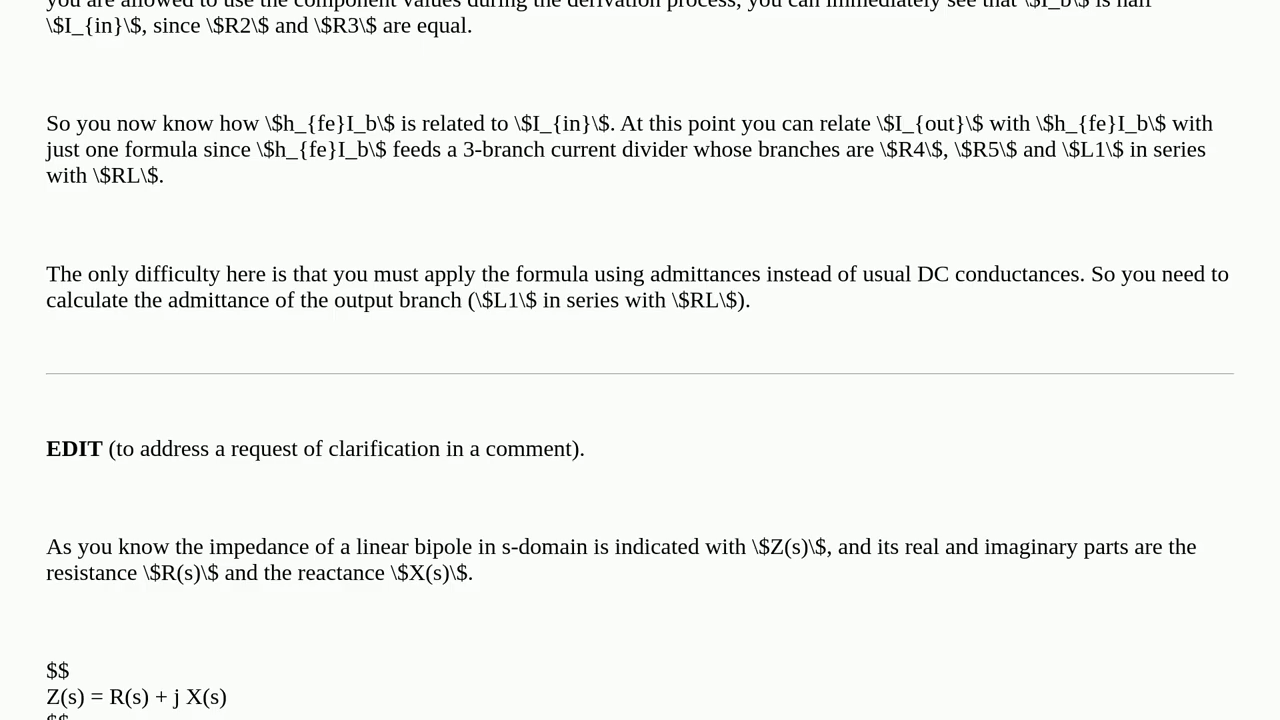 you are allowed to use the component values during the derivation process, you can immediately see that \$I_b\$ is half
\$I_{in}\$, since \$R2\$ and \$R3\$ are equal.
So you now know how \$h_{fe}I_b\$ is related to \$I_{in}\$. At this point you can relate \$I_{out}\$ with \$h_{fe}I_b\$ with
just one formula since \$h_{fe}I_b\$ feeds a 3-branch current divider whose branches are \$R4\$, \$R5\$ and \$L1\$ in series
with \$RL\$.
The only difficulty here is that you must apply the formula using admittances instead of usual DC conductances. So you need to
calculate the admittance of the output branch (\$L1\$ in series with \$RL\$).
EDIT (to address a request of clarification in a comment).
As you know the impedance of a linear bipole in s-domain is indicated with \$Z(s)\$, and its real and imaginary parts are the
resistance \$R(s)\$ and the reactance \$X(s)\$.
$$
Z(s) = R(s) + j X(s)
$$